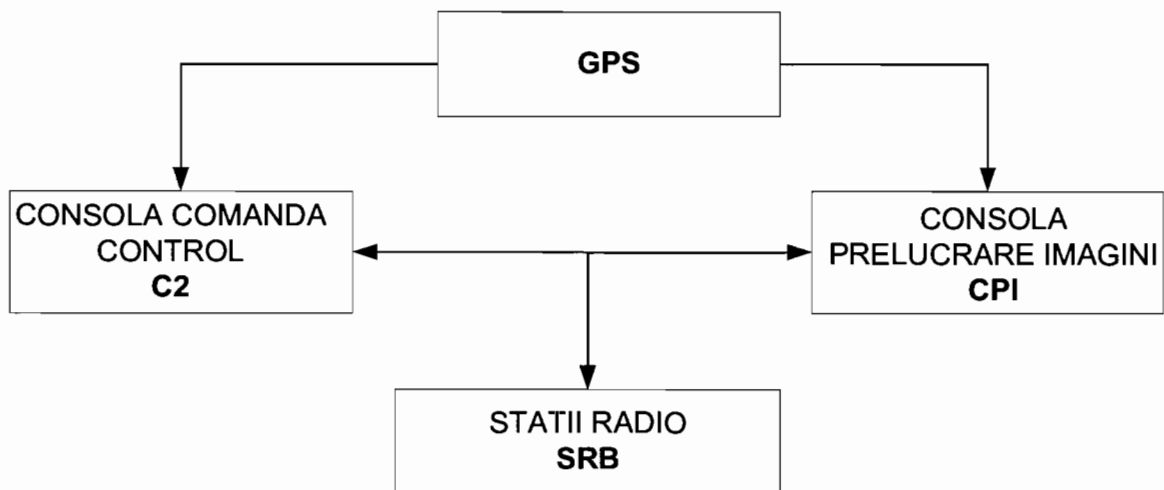 GPS
CONSOLA COMANDA
CONTROL
C2
CONSOLA
PRELUCRARE IMAGINI
CPI
STATII RADIO
SRB